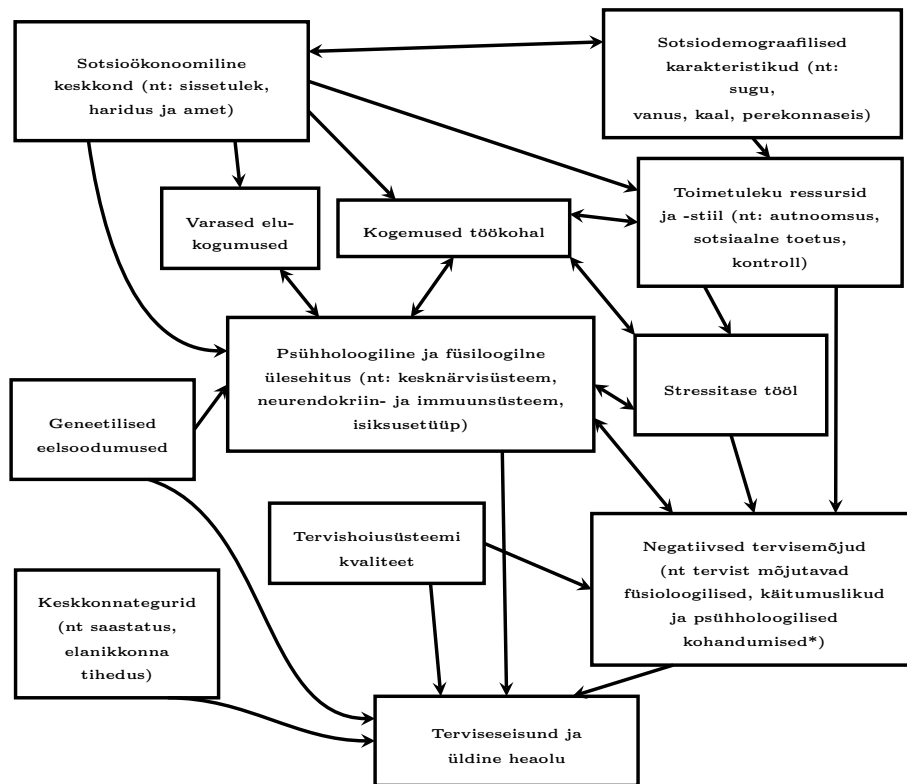 Sotsioökonoomiline
keskkond (nt: sissetulek,
haridus ja amet)
Sotsiodemograafilised
karakteristikud (nt:
sugu,
vanus, kaal, perekonnaseis)
Varased elu-
kogumused
Kogemused töökohal
Toimetuleku ressursid
ja -stiil (nt: autnoomsus,
sotsiaalne toetus,
kontroll)
Psühholoogiline ja füsiloogilne
ülesehitus (nt: kesknärvisüsteem,
neurendokriin- ja immuunsüsteem,
isiksusetüüp)
Stressitase tööl
Geneetilised
eelsoodumused
Tervishoiusüsteemi
kvaliteet
Negatiivsed tervisemõjud
(nt tervist mõjutavad
füsioloogilised, käitumuslikud
ja psühholoogilised
kohandumised*)
Keskkonnategurid
(nt saastatus,
elanikkonna
tihedus)
Terviseseisund ja
üldine heaolu